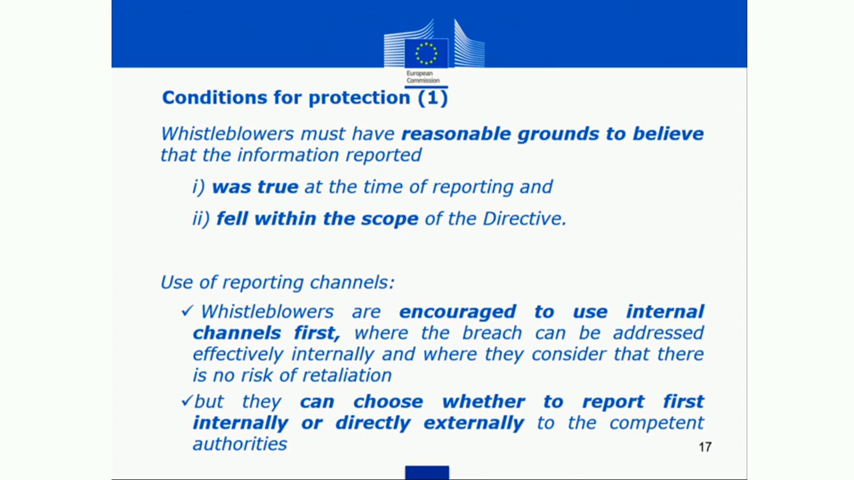 European
Commission
Conditions for protection (1)
Whistleblowers must have reasonable grounds to believe
that the information reported
i) was true at the time of reporting and
ii) fell within the scope of the Directive.
Use of reporting channels:
✓ Whistleblowers are encouraged to use internal
channels first, where the breach can be addressed
effectively internally and where they consider that there
is no risk of retaliation
✓but they can choose whether to report first
internally or directly externally to the competent
authorities
17